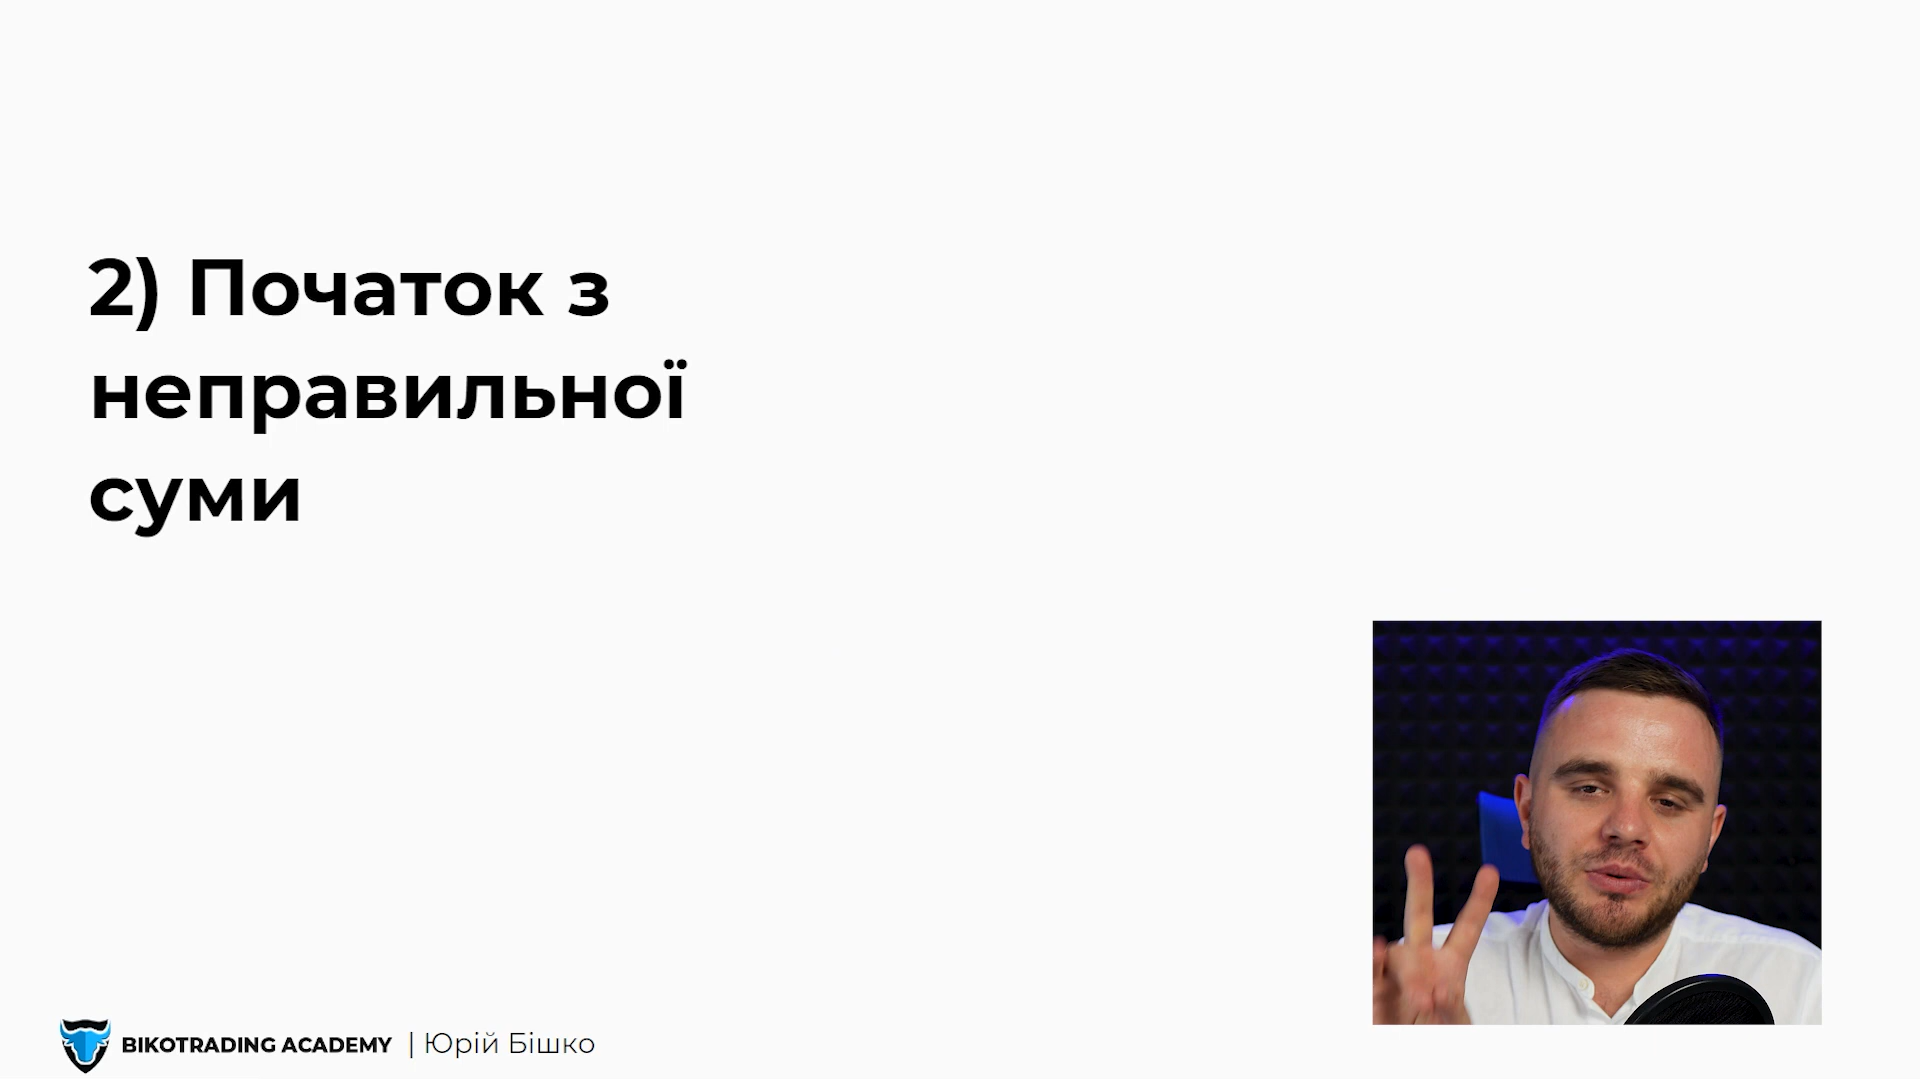 2) Початок з
неправильної
суми
BIKOTRADING ACADEMY | Юрій Бішко